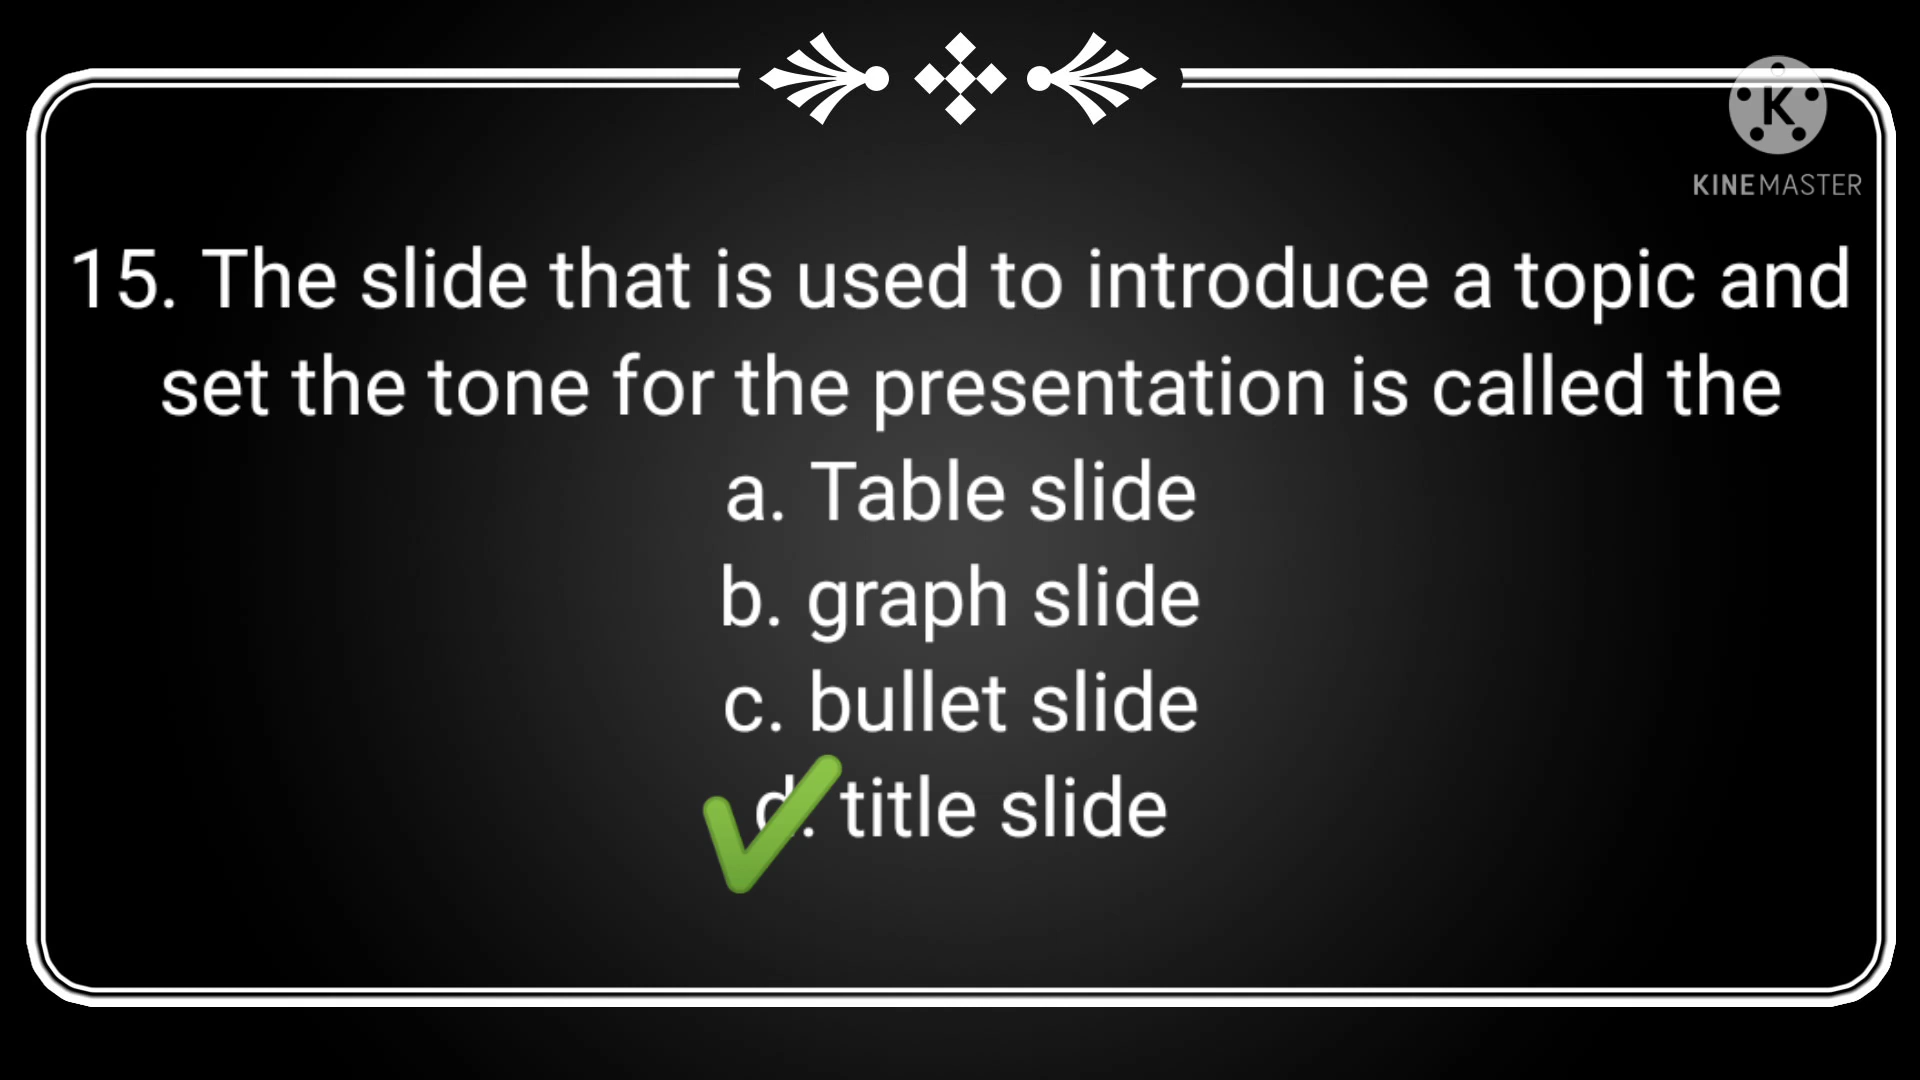 KINEMASTER
15. The slide that is used to introduce a topic and
set the tone for the presentation is called the
a. Table slide
b. graph slide
c. bullet slide
d. title slide